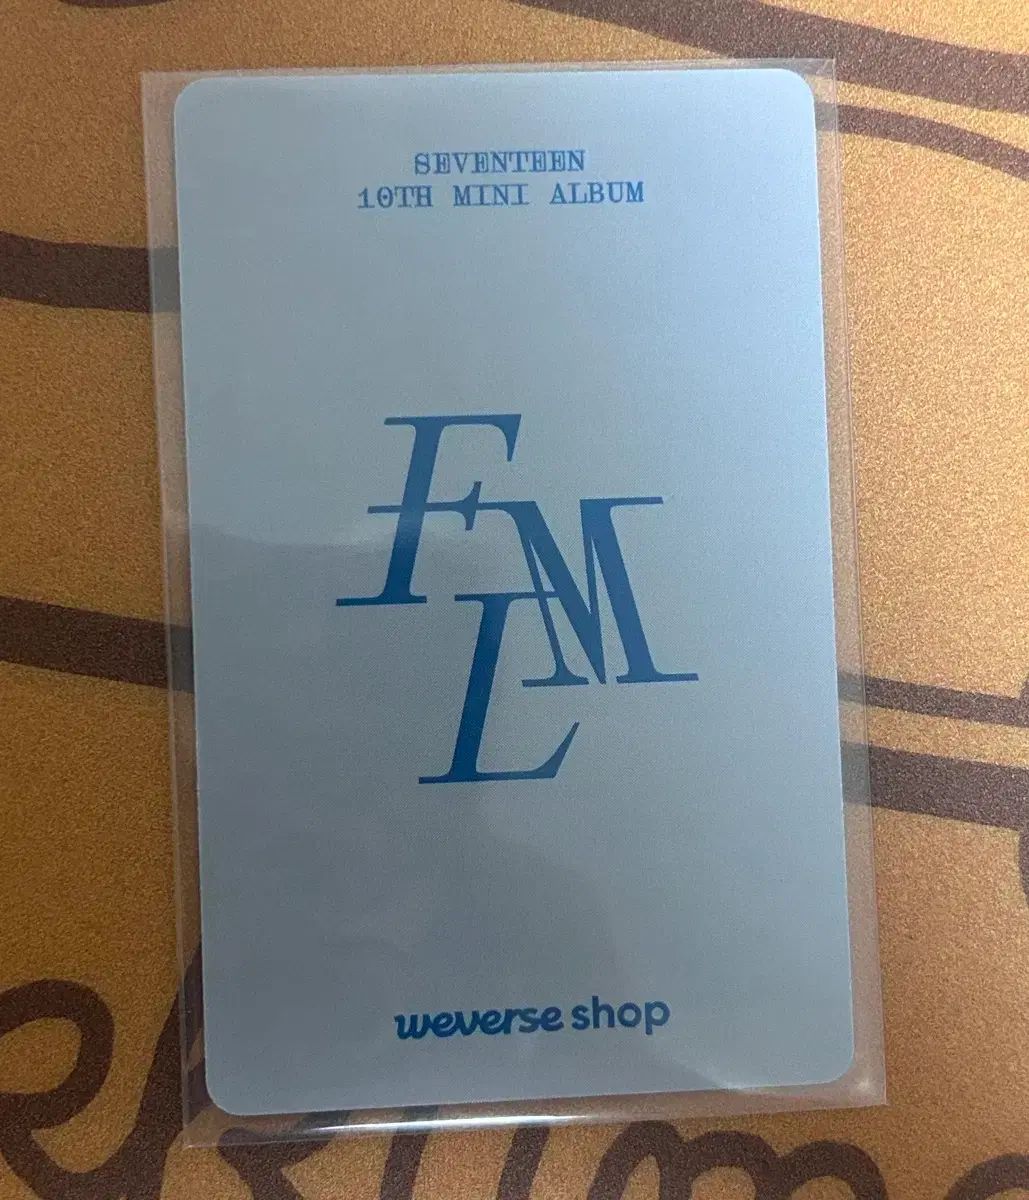 SEVENTEEN
10TH MINI ALBUM
FML
weverse shop